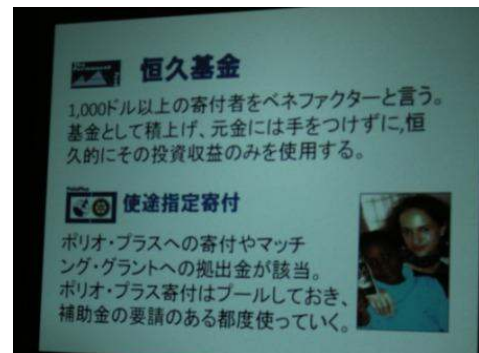 恒久基金
1,000ドル以上の寄付者をベネファクターと言う。
基金として積上げ、元金には手をつけずに,恒
久的にその投資収益のみを使用する。
使途指定寄付
ポリオ・プラスへの寄付やマッチ
ング・グラントへの拠出金が該当。
ポリオ・プラス寄付はプールしておき、
補助金の要請のある都度使っていく。